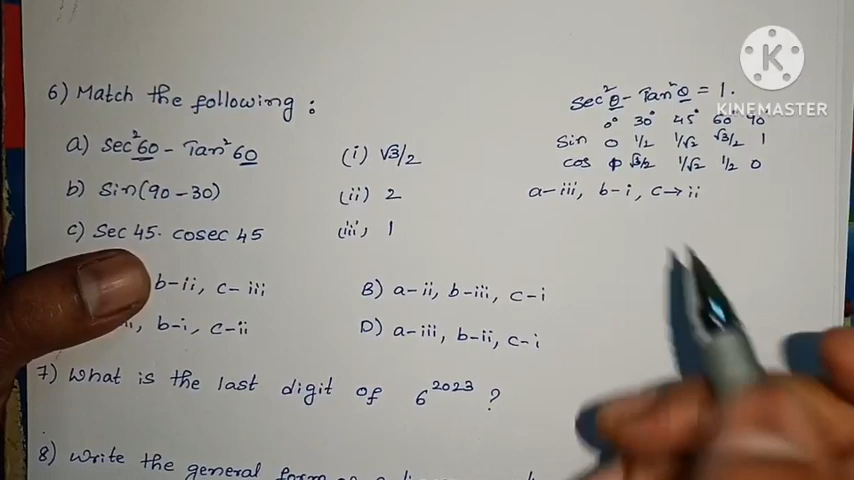 6) Match the following :
a) Sec²60 - Tan²60 (i) √3/2
b) Sin(90-30) (ii) 2
c) Sec 45. cosec 45 (iii) 1
b-ii, c-iii B) a-ii, b-iii, c-i
b-i, c-ii D) a-iii, b-ii, c-i
7) What is the last digit of 6²⁰²³ ?
8) Write the general form
Sec²θ - Tan²θ = 1.
0° 30° 45° 60°
Sin 0 1/2 1/√2 √3/2 1
cos √3/2 1/√2 1/2 0
a-iii, b-i, c→ii
KINEMASTER